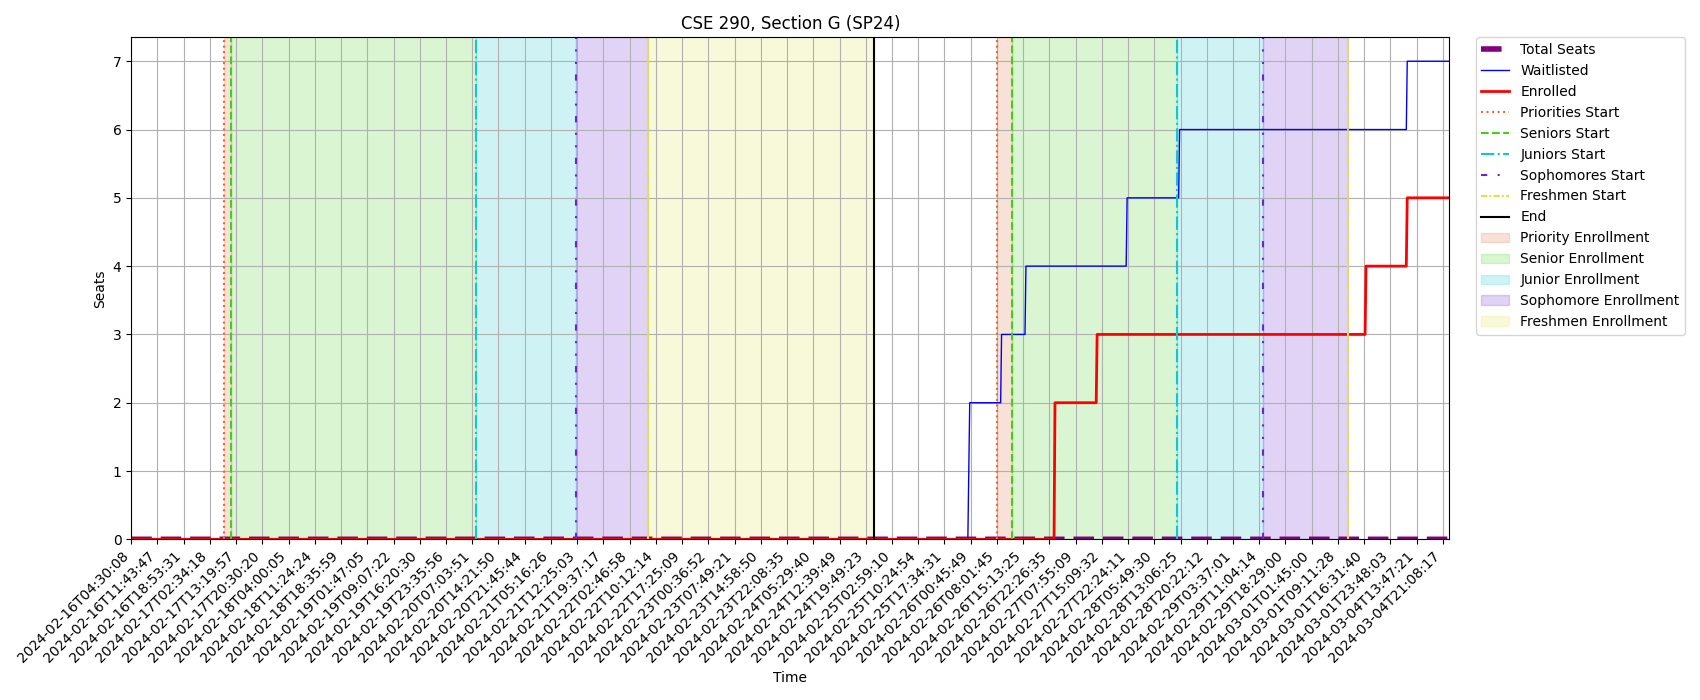 CSE 290, Section G (SP24)
Seats
7
6
5
4
3
2
1
0
2024-02-16T04:30:08
2024-02-16T11:43:47
2024-02-16T18:53:31
2024-02-17T02:34:18
2024-02-17T13:19:57
2024-02-17T20:30:20
2024-02-18T04:00:05
2024-02-18T11:24:24
2024-02-18T18:35:59
2024-02-19T01:47:05
2024-02-19T09:07:22
2024-02-19T16:20:30
2024-02-19T23:35:56
2024-02-20T07:03:51
2024-02-20T14:21:50
2024-02-20T21:45:44
2024-02-21T05:16:26
2024-02-21T12:25:03
2024-02-21T19:37:17
2024-02-22T02:46:58
2024-02-22T10:12:14
2024-02-22T17:25:09
2024-02-23T00:36:52
2024-02-23T07:49:21
2024-02-23T14:58:50
2024-02-23T22:08:35
2024-02-24T05:29:40
2024-02-24T12:39:49
2024-02-24T19:49:23
2024-02-25T02:59:10
2024-02-25T10:24:54
2024-02-25T17:34:31
2024-02-26T00:45:49
2024-02-26T08:01:45
2024-02-26T15:13:25
2024-02-26T22:26:35
2024-02-27T07:55:09
2024-02-27T15:09:32
2024-02-27T22:24:11
2024-02-28T05:49:30
2024-02-28T13:06:25
2024-02-28T20:22:12
2024-02-29T03:37:01
2024-02-29T11:04:14
2024-02-29T18:29:00
2024-03-01T01:45:00
2024-03-01T09:11:28
2024-03-01T16:31:40
2024-03-01T23:48:03
2024-03-04T13:47:21
2024-03-04T21:08:17
Time
Total Seats
Waitlisted
Enrolled
Priorities Start
Seniors Start
Juniors Start
Sophomores Start
Freshmen Start
End
Priority Enrollment
Senior Enrollment
Junior Enrollment
Sophomore Enrollment
Freshmen Enrollment